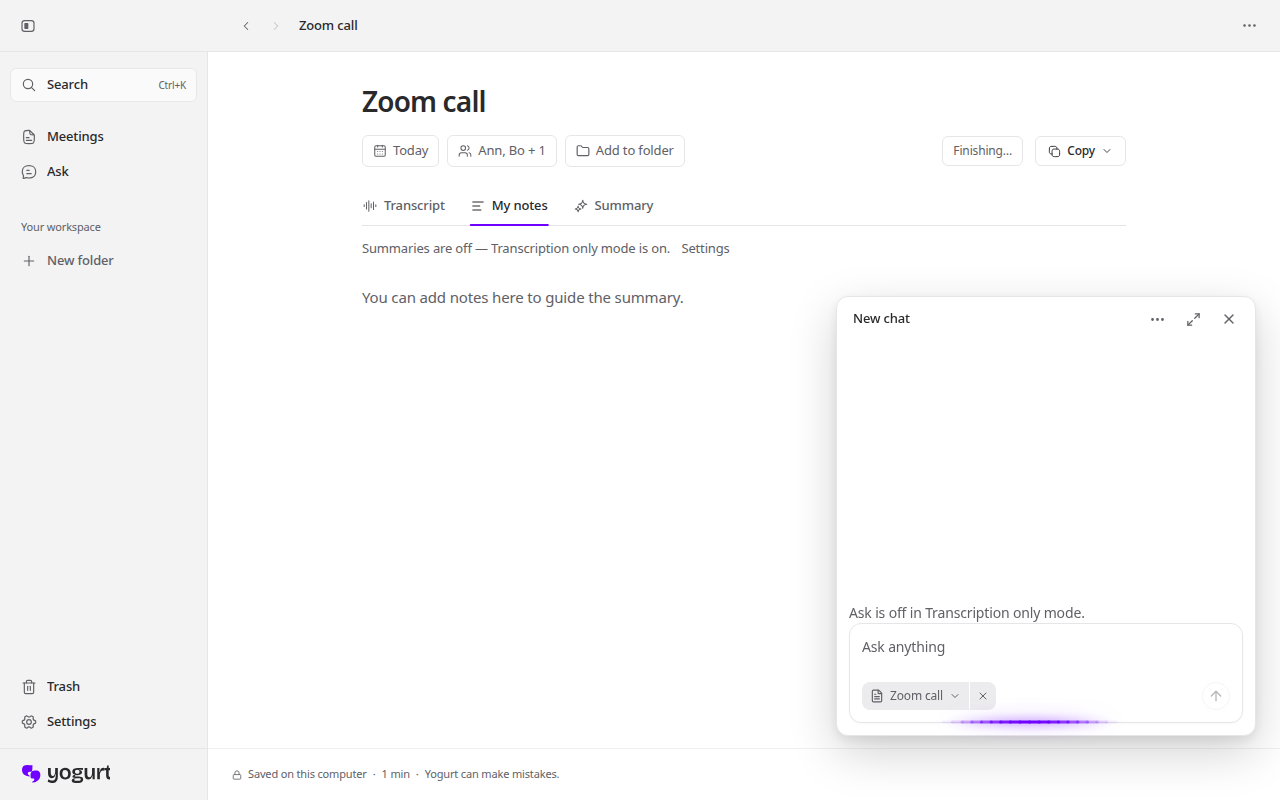 Zoom call
Search Ctrl+K
Meetings
Ask
Your workspace
New folder
Trash
Settings
yogurt
Zoom call
Today Ann, Bo + 1 Add to folder Finishing... Copy
Transcript My notes Summary
Summaries are off — Transcription only mode is on. Settings
You can add notes here to guide the summary.
New chat
Ask is off in Transcription only mode.
Ask anything
Zoom call
Saved on this computer · 1 min · Yogurt can make mistakes.